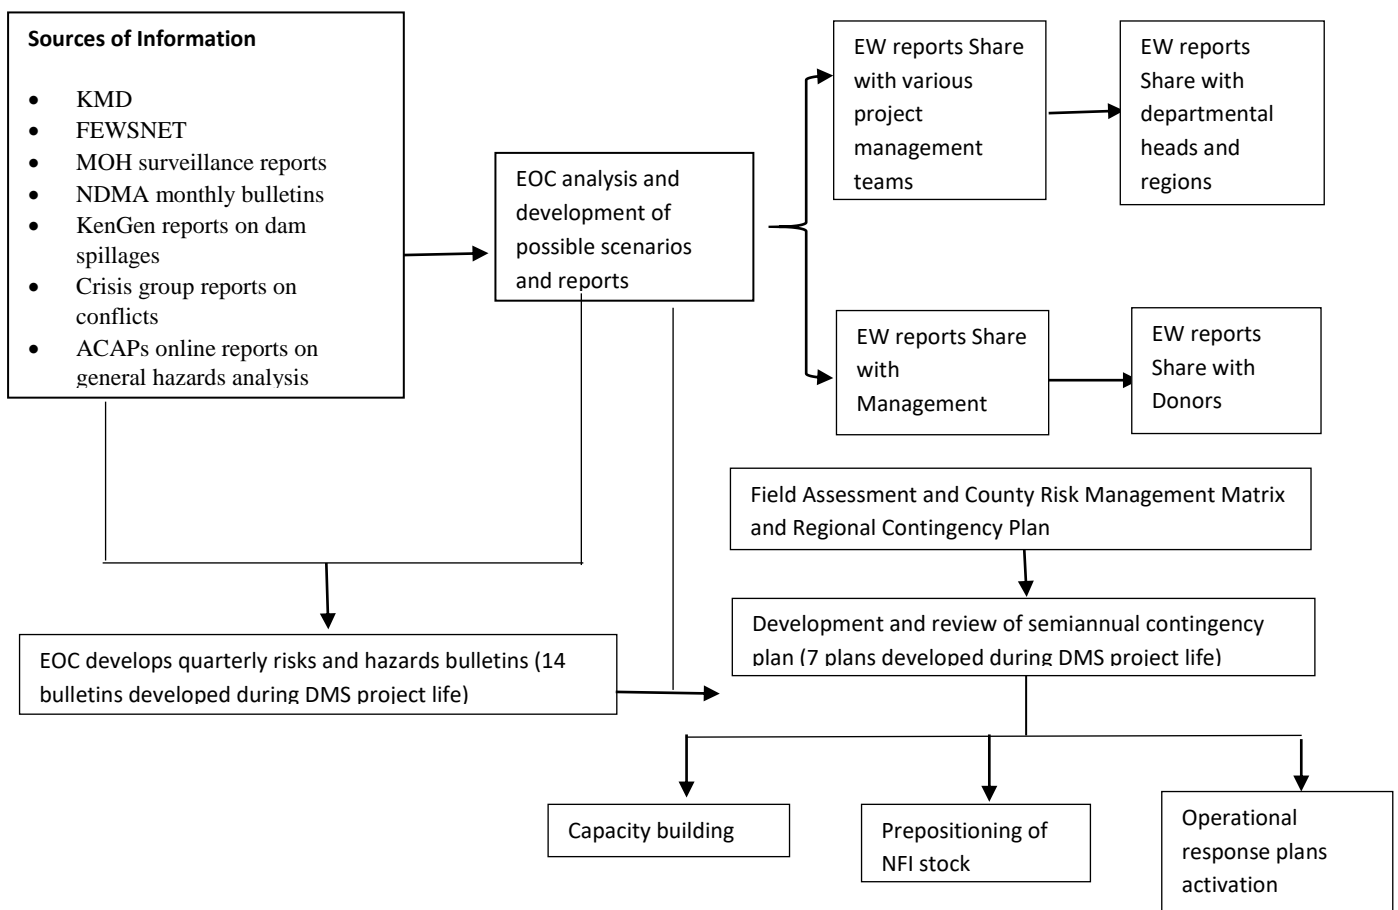 Sources of Information
• KMD
• FEWSNET
• MOH surveillance reports
• NDMA monthly bulletins
• KenGen reports on dam
spillages
• Crisis group reports on
conflicts
• ACAPs online reports on
general hazards analysis
EOC analysis and
development of
possible scenarios
and reports
EW reports Share
with various
project
management
teams
EW reports
Share with
departmental
heads and
regions
EW reports Share
with
Management
EW reports
Share with
Donors
Field Assessment and County Risk Management Matrix
and Regional Contingency Plan
Development and review of semiannual contingency
plan (7 plans developed during DMS project life)
EOC develops quarterly risks and hazards bulletins (14
bulletins developed during DMS project life)
Capacity building
Prepositioning of
NFI stock
Operational
response plans
activation